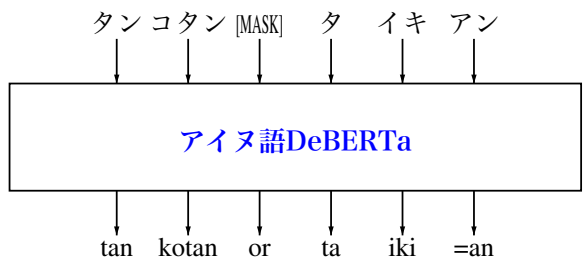 タン コタン [MASK] タ イキ アン
アイヌ語DeBERTa
tan kotan or ta iki =an